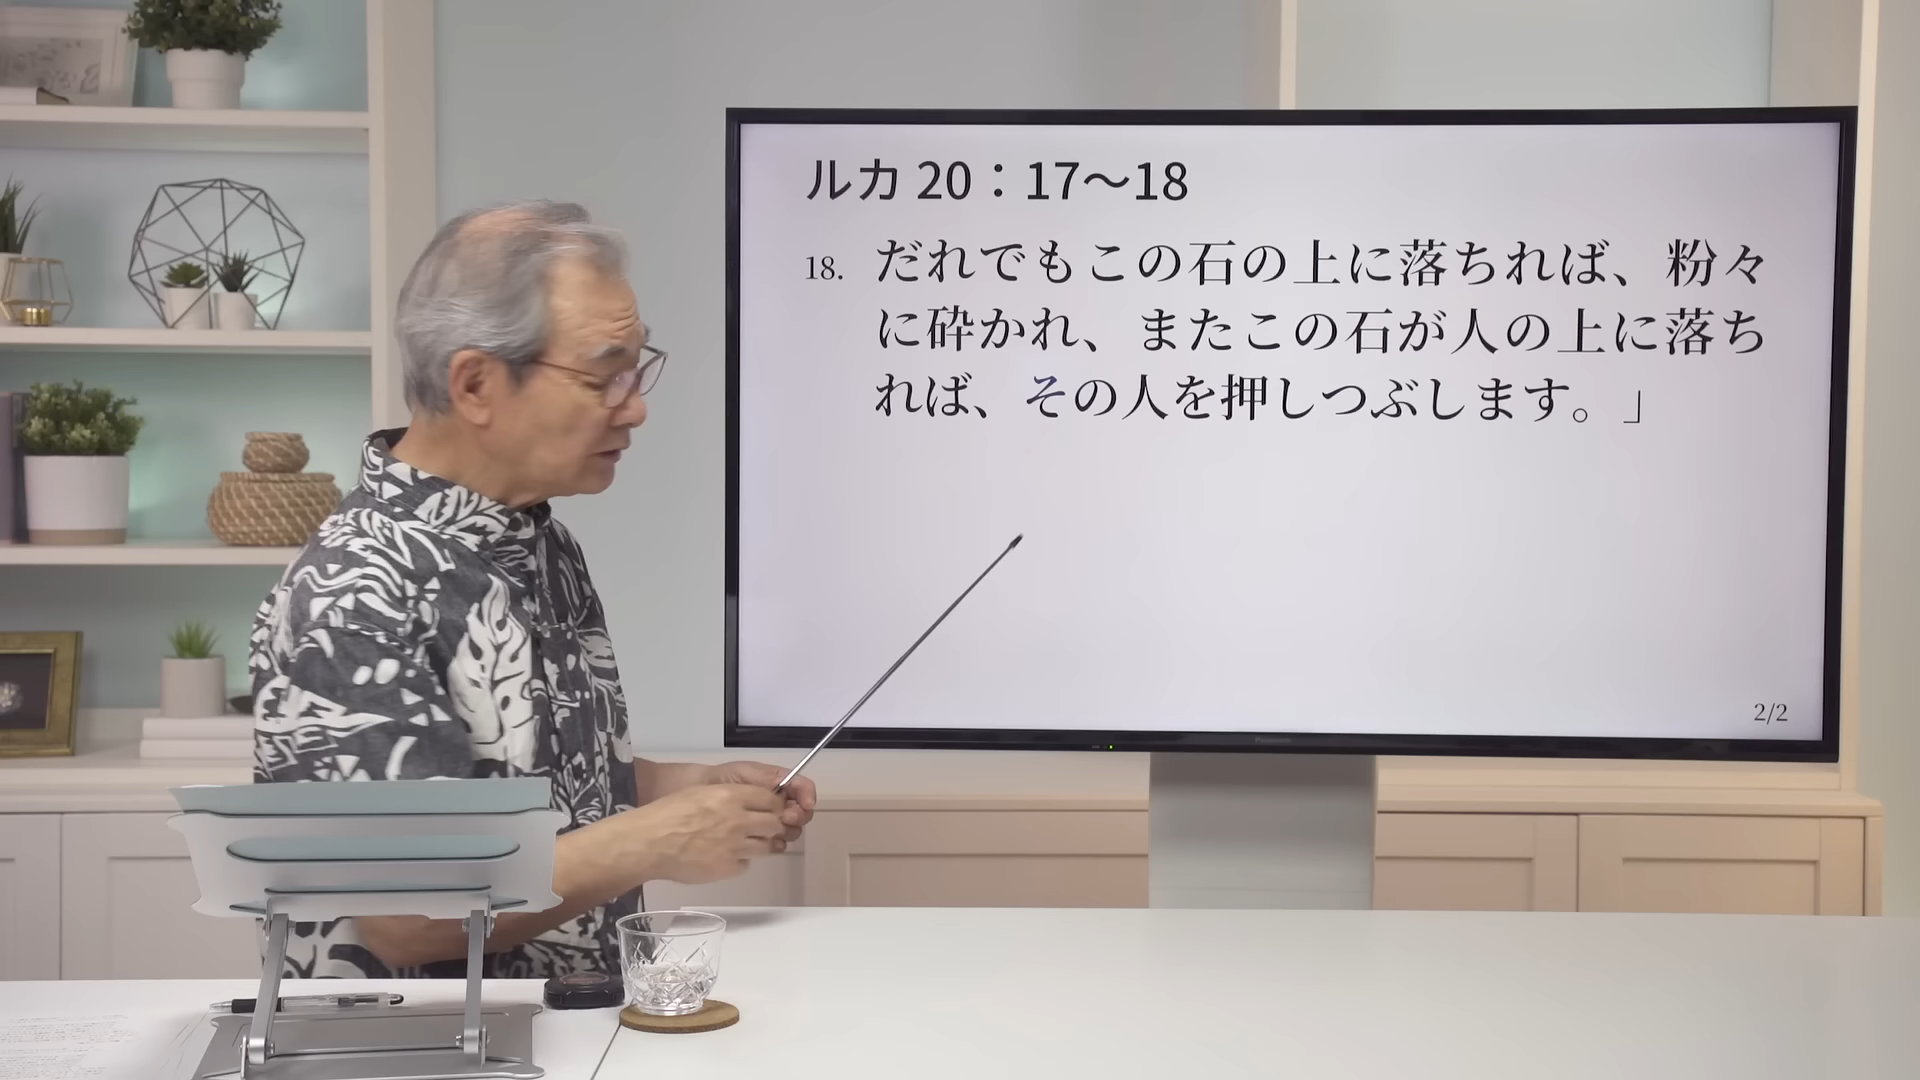 ルカ 20：17〜18
18. だれでもこの石の上に落ちれば、粉々
に砕かれ、またこの石が人の上に落ち
れば、その人を押しつぶします。」
2/2